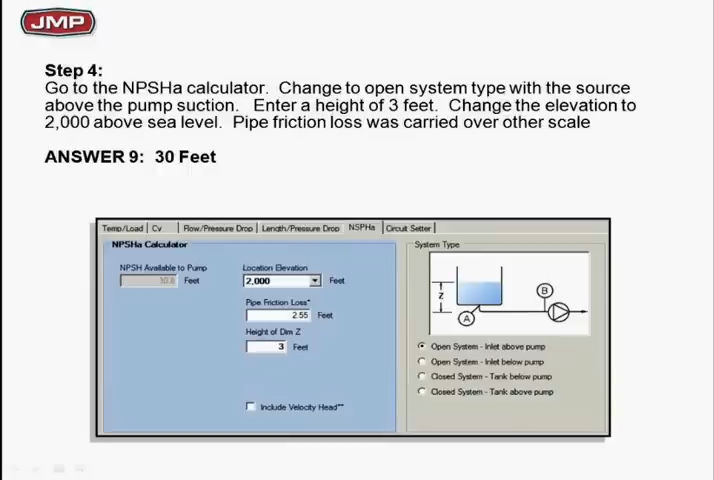 JMP
Step 4:
Go to the NPSHa calculator. Change to open system type with the source
above the pump suction. Enter a height of 3 feet. Change the elevation to
2,000 above sea level. Pipe friction loss was carried over other scale
ANSWER 9: 30 Feet
Temp/Load Cv Flow/Pressure Drop Length/Pressure Drop NSPHa Circuit Setter
NPSHa Calculator
System Type
NPSH Available to Pump
Feet
Location Elevation
2,000 Feet
Pipe Friction Loss*
2.55 Feet
Height of Dim Z
3 Feet
Include Velocity Head**
Z
A
B
Open System - Inlet above pump
Open System - Inlet below pump
Closed System - Tank below pump
Closed System - Tank above pump